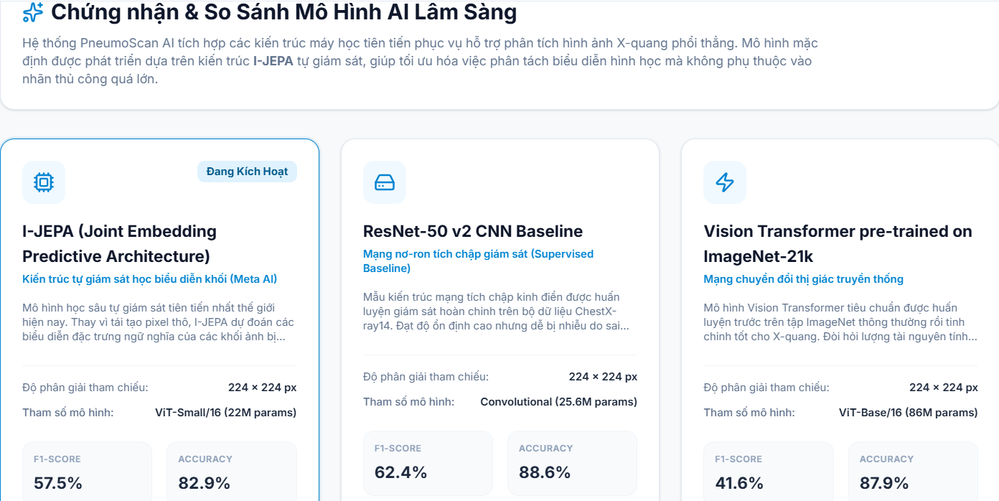 Chứng nhận & So Sánh Mô Hình AI Lâm Sàng
Hệ thống PneumoScan AI tích hợp các kiến trúc máy học tiên tiến phục vụ hỗ trợ phân tích hình ảnh X-quang phổi thẳng. Mô hình mặc
định được phát triển dựa trên kiến trúc I-JEPA tự giám sát, giúp tối ưu hóa việc phân tách biểu diễn hình học mà không phụ thuộc vào
nhãn thủ công quá lớn.
Đang Kích Hoạt
I-JEPA (Joint Embedding
Predictive Architecture)
Kiến trúc tự giám sát học biểu diễn khối (Meta AI)
Mô hình học sâu tự giám sát tiên tiến nhất thế giới
hiện nay. Thay vì tái tạo pixel thô, I-JEPA dự đoán các
biểu diễn đặc trưng ngữ nghĩa của các khối ảnh bị...
Độ phân giải tham chiếu: 224 × 224 px
Tham số mô hình: ViT-Small/16 (22M params)
F1-SCORE
57.5%
ACCURACY
82.9%
ResNet-50 v2 CNN Baseline
Mạng nơ-ron tích chập giám sát (Supervised
Baseline)
Mẫu kiến trúc mạng tích chập kinh điển được huấn
luyện giám sát hoàn chỉnh trên bộ dữ liệu ChestX-
ray14. Đạt độ ổn định cao nhưng dễ bị nhiễu do sai...
Độ phân giải tham chiếu: 224 × 224 px
Tham số mô hình: Convolutional (25.6M params)
F1-SCORE
62.4%
ACCURACY
88.6%
Vision Transformer pre-trained on
ImageNet-21k
Mạng chuyển đổi thị giác truyền thống
Mô hình Vision Transformer tiêu chuẩn được huấn
luyện trước trên tập ImageNet thông thường rồi tinh
chỉnh tốt cho X-quang. Đòi hỏi lượng tài nguyên tính...
Độ phân giải tham chiếu: 224 × 224 px
Tham số mô hình: ViT-Base/16 (86M params)
F1-SCORE
41.6%
ACCURACY
87.9%